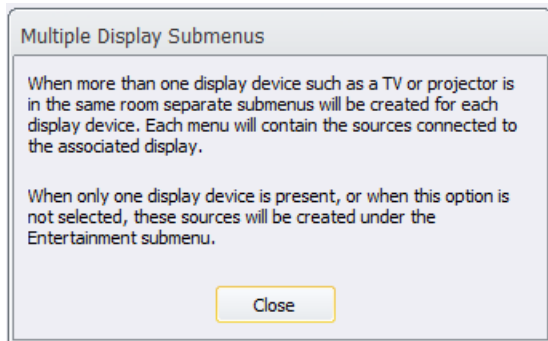 Multiple Display Submenus
When more than one display device such as a TV or projector is
in the same room separate submenus will be created for each
display device. Each menu will contain the sources connected to
the associated display.
When only one display device is present, or when this option is
not selected, these sources will be created under the
Entertainment submenu.
Close